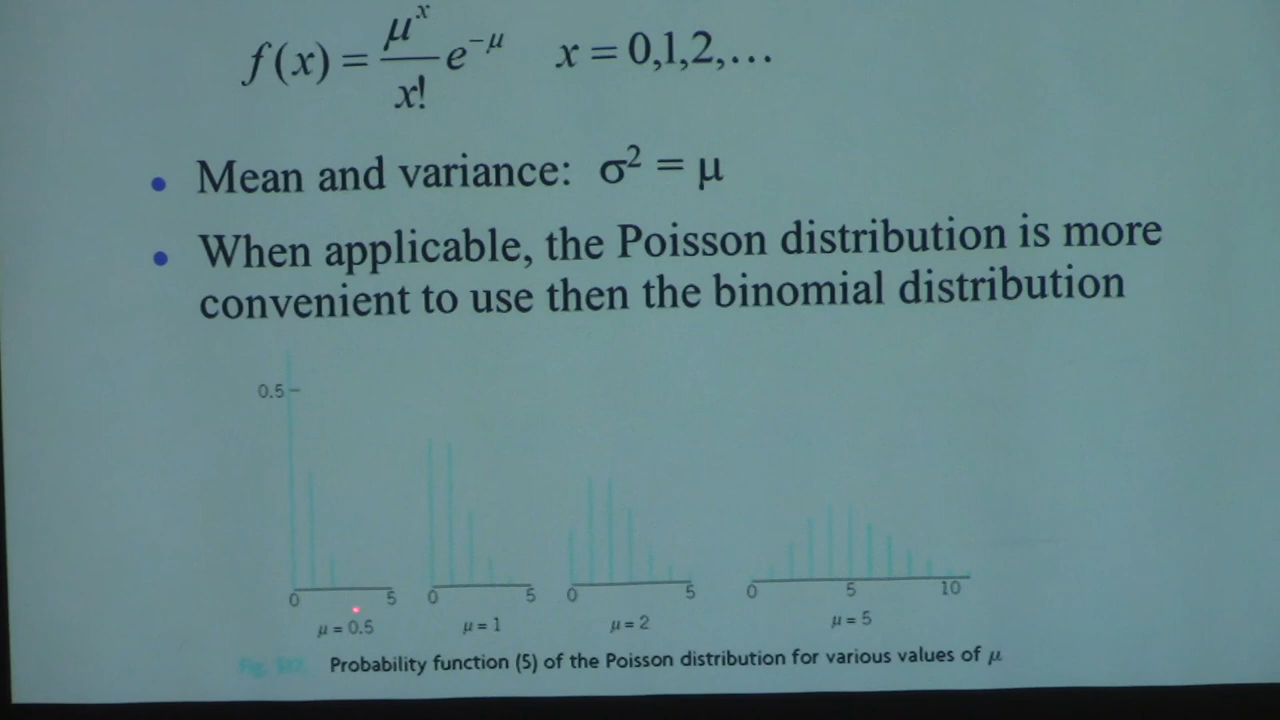 f(x) = μ^x / x! e^−μ x = 0,1,2,…
• Mean and variance: σ² = μ
• When applicable, the Poisson distribution is more
convenient to use then the binomial distribution
0.5
0 5 0 5 0 5 0 5 10
μ = 0.5 μ = 1 μ = 2 μ = 5
Probability function (5) of the Poisson distribution for various values of μ